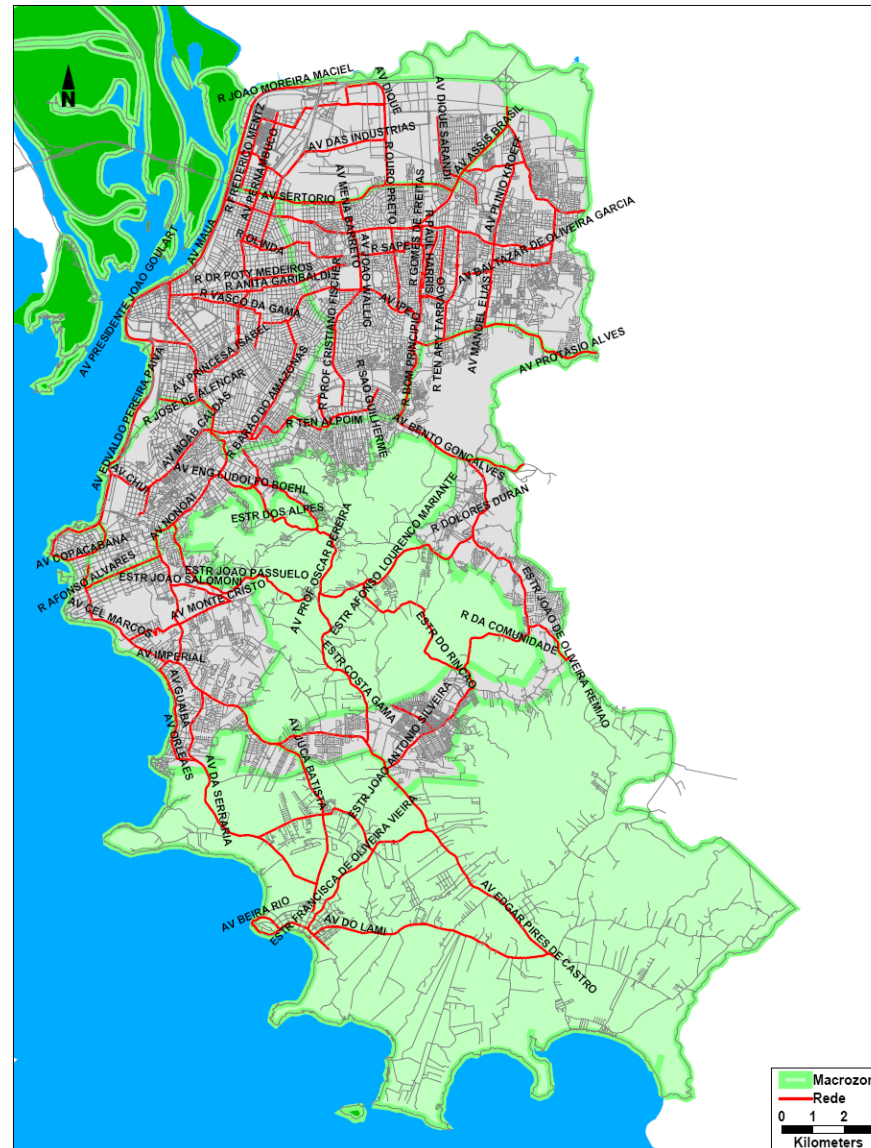 N
R JOAO MOREIRA MACIEL
AV DIQUE
R FREDERICO MENTZ
AV PERNAMBUCO
AV DAS INDUSTRIAS
AV DIQUE SARANDI
AV ASSIS BRASIL
R OURO PRETO
AV SERTORIO
AV MENA BARRETO
AV PLINIO KROEFF
R GOMES DE FREITAS
R PAUL HARRIS
AV MAUA
R OLINDA
AV JOAO WALLIG
R SAPE
AV BALTAZAR DE OLIVEIRA GARCIA
AV PRESIDENTE JOAO GOULART
R DR POTY MEDEIROS
R ANITA GARIBALDI
R VASCO DA GAMA
R PROF CRISTIANO FISCHER
AV IPE
AV MANOEL ELIAS
R TEN ARY TARRAGO
R BOM PRINCIPIO
AV PROTASIO ALVES
AV PRINCESA ISABEL
R JOSE DE ALENCAR
R BARAO DO AMAZONAS
R SAO GUILHERME
AV EDVALDO PEREIRA PAIVA
AV MOAB CALDAS
R TEN ALPOIM
AV BENTO GONCALVES
AV CHUI
AV ENG LUDOLFO BOEHL
AV NONOAI
ESTR DOS ALPES
R DOLORES DURAN
AV COPACABANA
AV PROF OSCAR PEREIRA
ESTR AFONSO LOURENCO MARIANTE
R AFONSO ALVARES
ESTR JOAO PASSUELO
ESTR JOAO SALOMONI
AV MONTE CRISTO
AV CEL MARCOS
ESTR JOAO DE OLIVEIRA REMIAO
R DA COMUNIDADE
ESTR DO RINCAO
AV IMPERIAL
ESTR COSTA GAMA
AV GUAIBA
AV ORLEAES
AV JUCA BATISTA
ESTR JOAO ANTONIO SILVEIRA
AV DA SERRARIA
ESTR FRANCISCA DE OLIVEIRA VIEIRA
AV BEIRA RIO
AV DO LAMI
AV EDGAR PIRES DE CASTRO
Macrozon
Rede
0 1 2
Kilometers